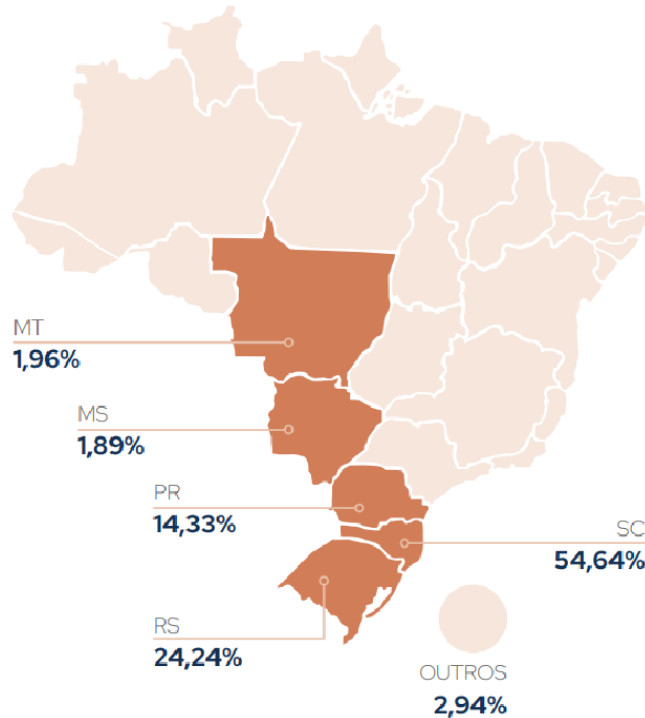 MT
1,96%
MS
1,89%
PR
14,33%
SC
54,64%
RS
24,24%
OUTROS
2,94%